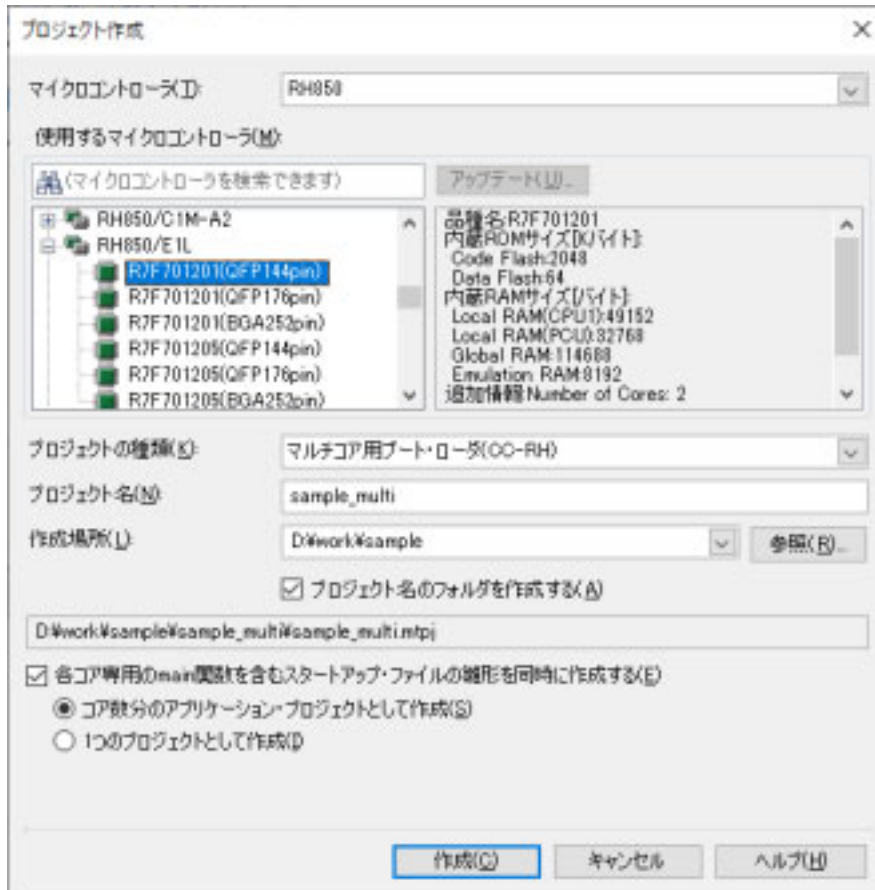 プロジェクト作成
マイクロコントローラ(T):
RH850
使用するマイクロコントローラ(M):
(マイクロコントローラを検索できます)
アップデート(U)...
RH850/C1M-A2
RH850/E1L
R7F701201(QFP144pin)
R7F701201(QFP176pin)
R7F701201(BGA252pin)
R7F701205(QFP144pin)
R7F701205(QFP176pin)
R7F701205(BGA252pin)
品種名:R7F701201
内蔵ROMサイズ[Kバイト]:
Code Flash:2048
Data Flash:64
内蔵RAMサイズ[バイト]:
Local RAM(CPU1):49152
Local RAM(PCU):32768
Global RAM:114688
Emulation RAM:8192
追加情報:Number of Cores: 2
プロジェクトの種類(K):
マルチコア用ブート・ローダ(CC-RH)
プロジェクト名(N):
sample_multi
作成場所(L):
D:¥work¥sample
参照(R)...
プロジェクト名のフォルダを作成する(A)
D:¥work¥sample¥sample_multi¥sample_multi.mtpj
各コア専用のmain関数を含むスタートアップ・ファイルの雛形を同時に作成する(E)
コア数分のアプリケーション・プロジェクトとして作成(S)
1つのプロジェクトとして作成(I)
作成(C)
キャンセル
ヘルプ(H)